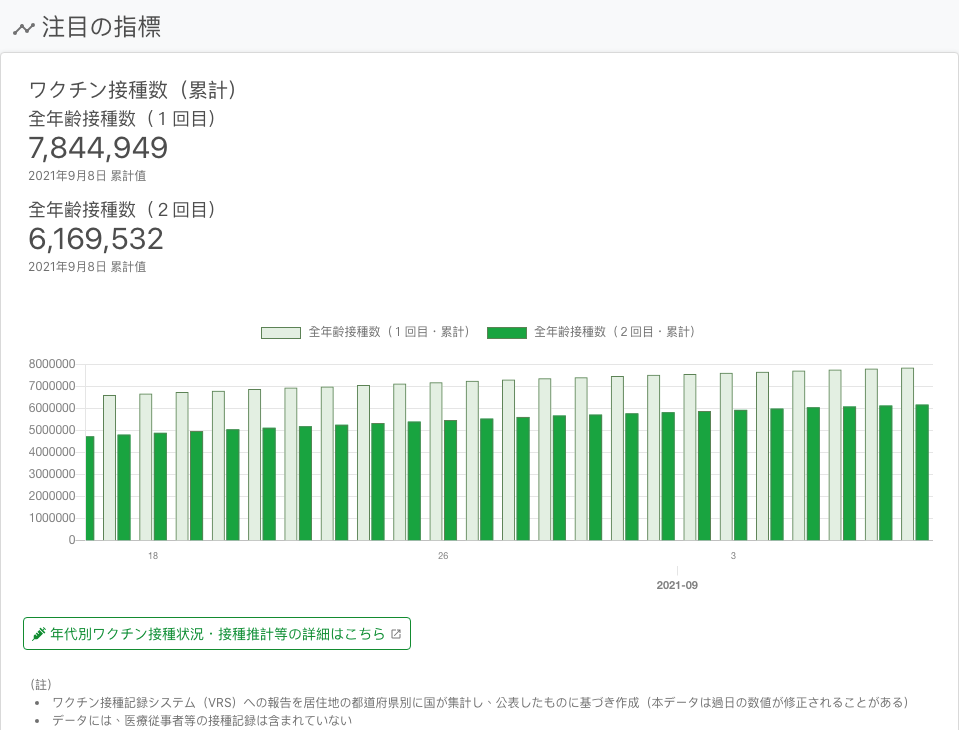 注目の指標
ワクチン接種数（累計）
全年齢接種数（１回目）
7,844,949
2021年9月8日 累計値
全年齢接種数（２回目）
6,169,532
2021年9月8日 累計値
全年齢接種数（１回目・累計） 全年齢接種数（２回目・累計）
8000000
7000000
6000000
5000000
4000000
3000000
2000000
1000000
0
18 26 3
2021-09
年代別ワクチン接種状況・接種推計等の詳細はこちら
（註）
• ワクチン接種記録システム（VRS）への報告を居住地の都道府県別に国が集計し、公表したものに基づき作成（本データは過日の数値が修正されることがある）
• データには、医療従事者等の接種記録は含まれていない